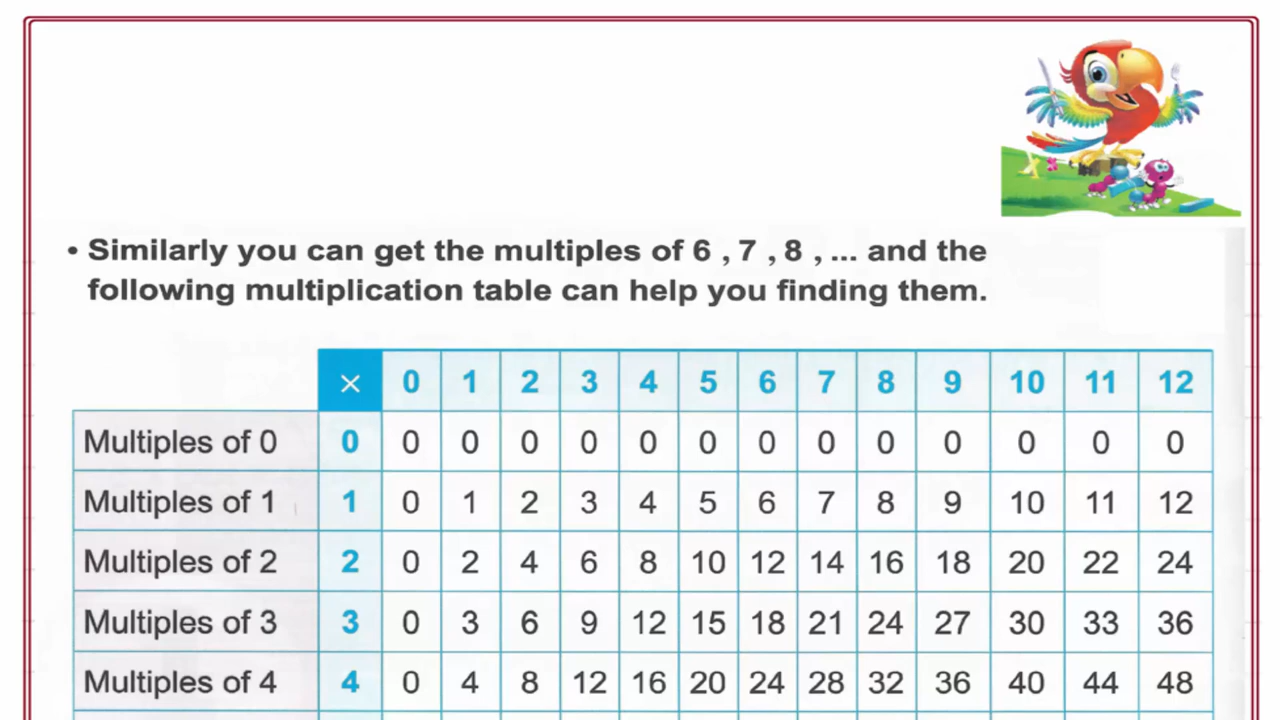 • Similarly you can get the multiples of 6 , 7 , 8 , ... and the
following multiplication table can help you finding them.
× 0 1 2 3 4 5 6 7 8 9 10 11 12
Multiples of 0 0 0 0 0 0 0 0 0 0 0 0 0 0 0
Multiples of 1 1 0 1 2 3 4 5 6 7 8 9 10 11 12
Multiples of 2 2 0 2 4 6 8 10 12 14 16 18 20 22 24
Multiples of 3 3 0 3 6 9 12 15 18 21 24 27 30 33 36
Multiples of 4 4 0 4 8 12 16 20 24 28 32 36 40 44 48